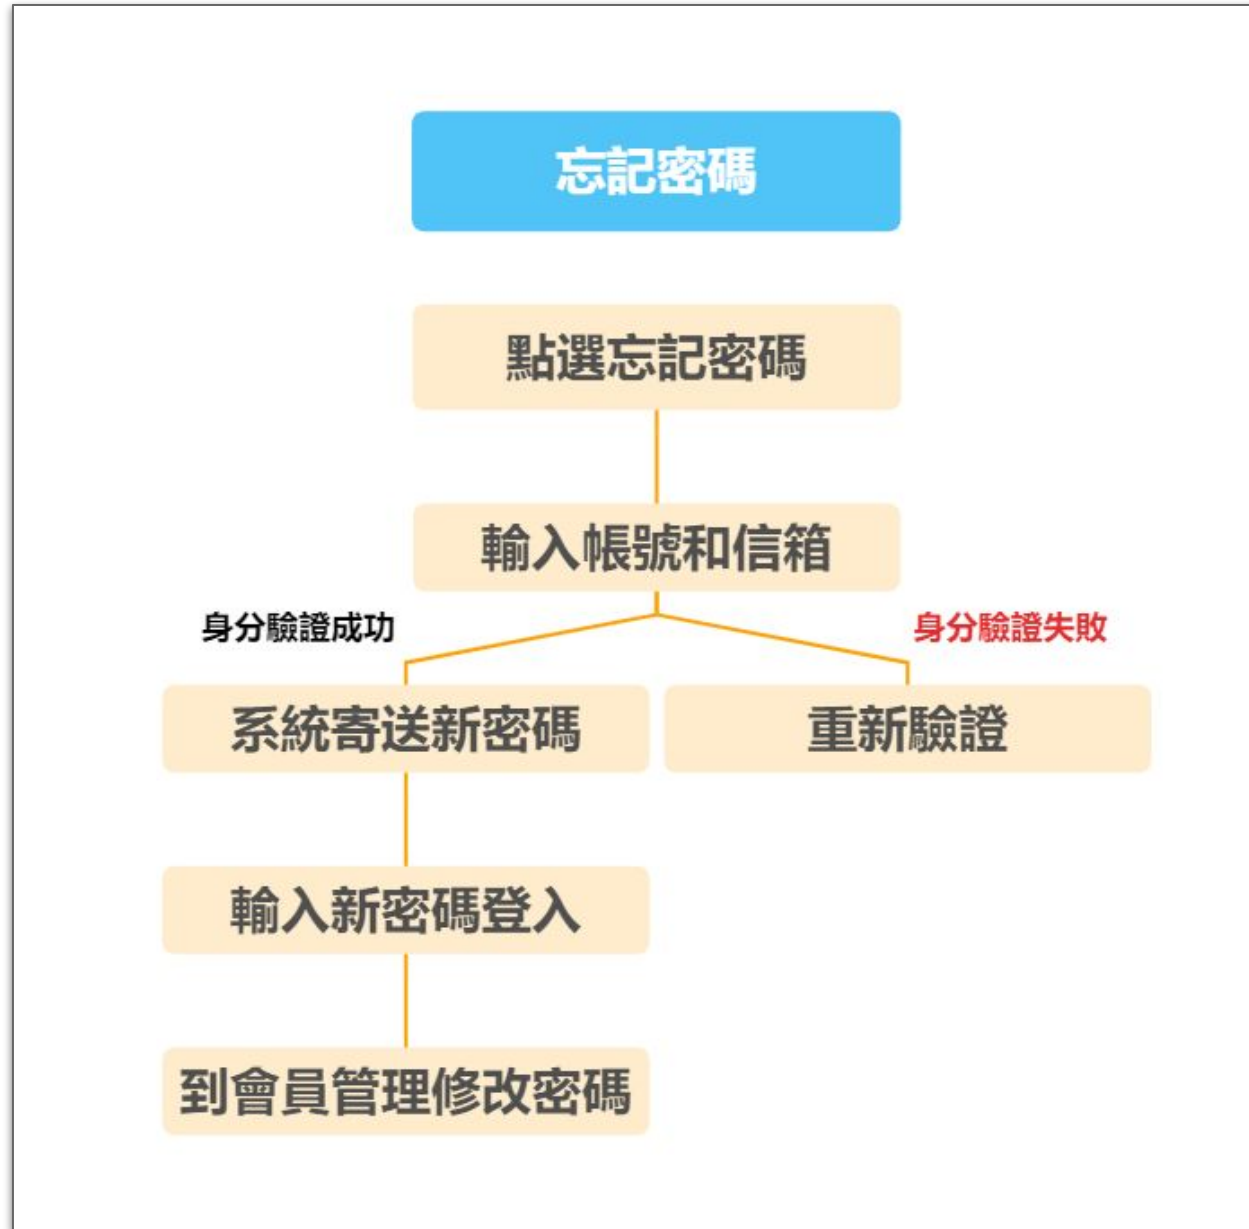 忘記密碼
點選忘記密碼
輸入帳號和信箱
身分驗證成功
身分驗證失敗
系統寄送新密碼
重新驗證
輸入新密碼登入
到會員管理修改密碼